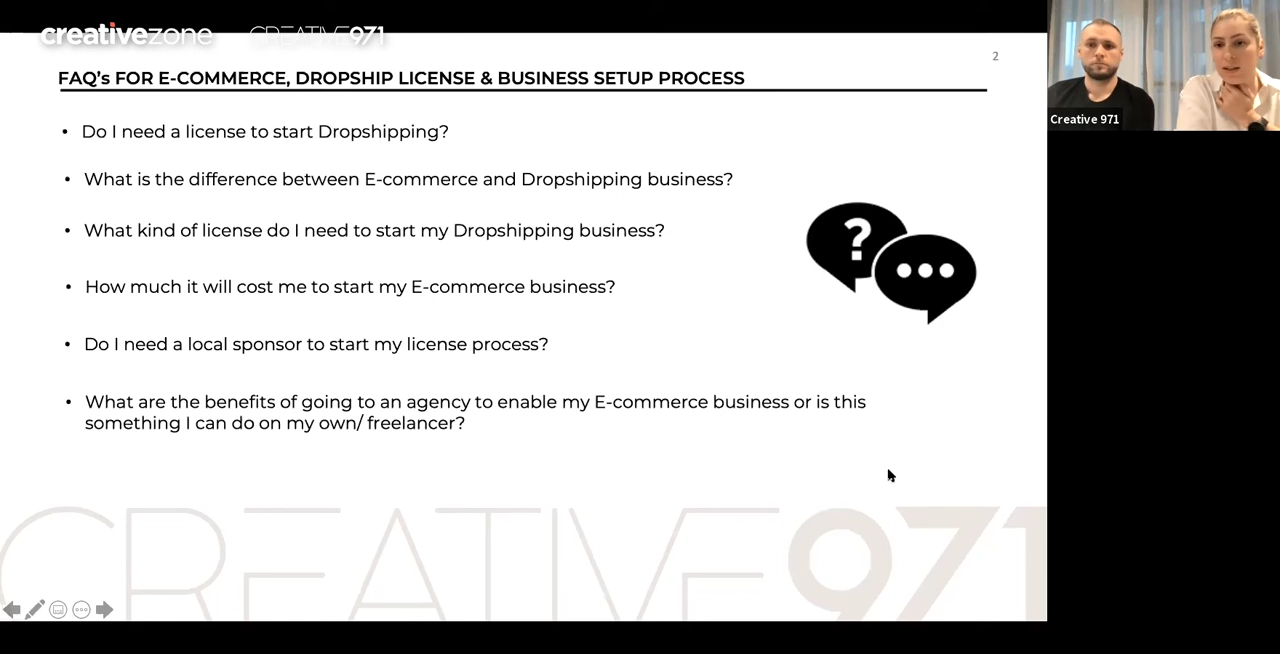 creativezone CREATIVE971
2
FAQ's FOR E-COMMERCE, DROPSHIP LICENSE & BUSINESS SETUP PROCESS
• Do I need a license to start Dropshipping?
• What is the difference between E-commerce and Dropshipping business?
• What kind of license do I need to start my Dropshipping business?
• How much it will cost me to start my E-commerce business?
• Do I need a local sponsor to start my license process?
• What are the benefits of going to an agency to enable my E-commerce business or is this
something I can do on my own/ freelancer?
?
CREATIVE 971
Creative 971